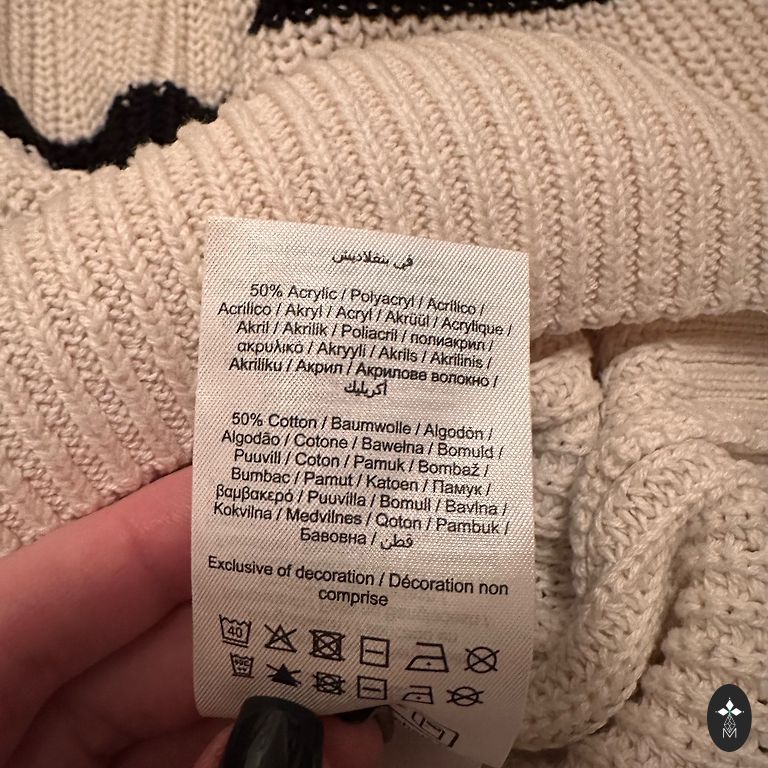 في بنغلاديش
50% Acrylic / Polyacryl / Acrílico /
Acrilico / Akryl / Acryl / Akrüül / Acrylique /
Akril / Akrilik / Poliacril / полиакрил /
ακρυλικό / Akryyli / Akrils / Akrilinis /
Akriliku / Акрил / Акрилове волокно /
أكريليك
50% Cotton / Baumwolle / Algodón /
Algodão / Cotone / Bawełna / Bomuld /
Puuvill / Coton / Pamuk / Bombaž /
Bumbac / Pamut / Katoen / Памук /
βαμβακερό / Puuvilla / Bomull / Bavlna /
Kokvilna / Medvilnes / Qoton / Pambuk /
Бавовна / قطن
Exclusive of decoration / Décoration non
comprise
40
M